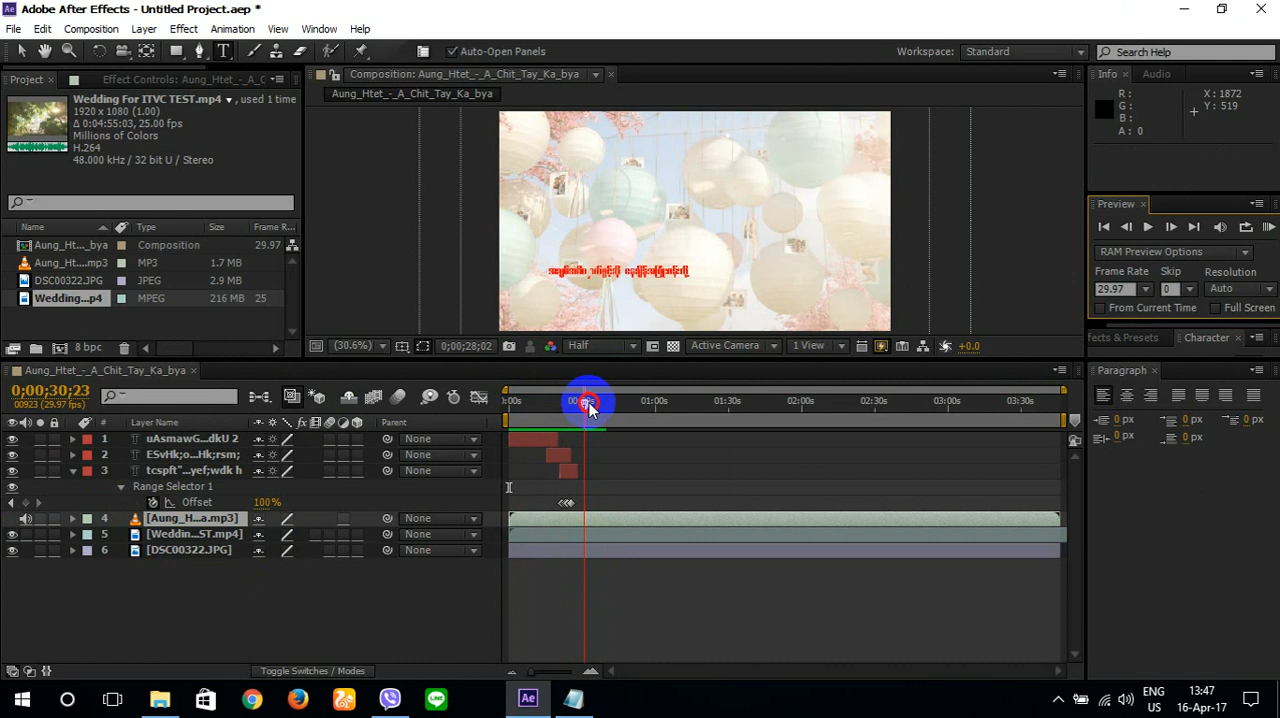 Adobe After Effects - Untitled Project.aep *
File Edit Composition Layer Effect Animation View Window Help
Auto-Open Panels
Workspace: Standard
Search Help
Project Effect Controls: Aung_Htet_-_A_C
Composition: Aung_Htet_-_A_Chit_Tay_Ka_bya
Info Audio
Aung_Htet_-_A_Chit_Tay_Ka_bya
Wedding For ITVC TEST.mp4 , used 1 time
1920 x 1080 (1.00)
Δ 0:04:55:03, 25.00 fps
Millions of Colors
H.264
48.000 kHz / 32 bit U / Stereo
R :
G :
B :
A : 0
X : 1872
Y : 519
Name Type Size Frame R...
Aung_Ht...._bya Composition 29.97
Aung_Ht....mp3 MP3 1.7 MB
DSC00322.JPG JPEG 2.9 MB
Wedding...p4 MPEG 216 MB 25
Preview
RAM Preview Options
Frame Rate Skip Resolution
29.97 0 Auto
From Current Time Full Screen
8 bpc
(30.6%) 0;00;28;02 Half Active Camera 1 View +0.0
Effects & Presets Character
Aung_Htet_-_A_Chit_Tay_Ka_bya
Paragraph
0;00;30;23
00923 (29.97 fps)
:00s 01:00s 01:30s 02:00s 02:30s 03:00s 03:30s
# Layer Name Parent
1 T uAsmawG...dkU 2 None
2 T ESvHk;o...Hk;rsm; None
3 T tcspft"...yef;wdk h None
Range Selector 1
Offset 100%
4 [Aung_H...a.mp3] None
5 [Weddin...ST.mp4] None
6 [DSC00322.JPG] None
0 px 0 px 0 px
0 px 0 px
Toggle Switches / Modes
ENG
US
13:47
16-Apr-17